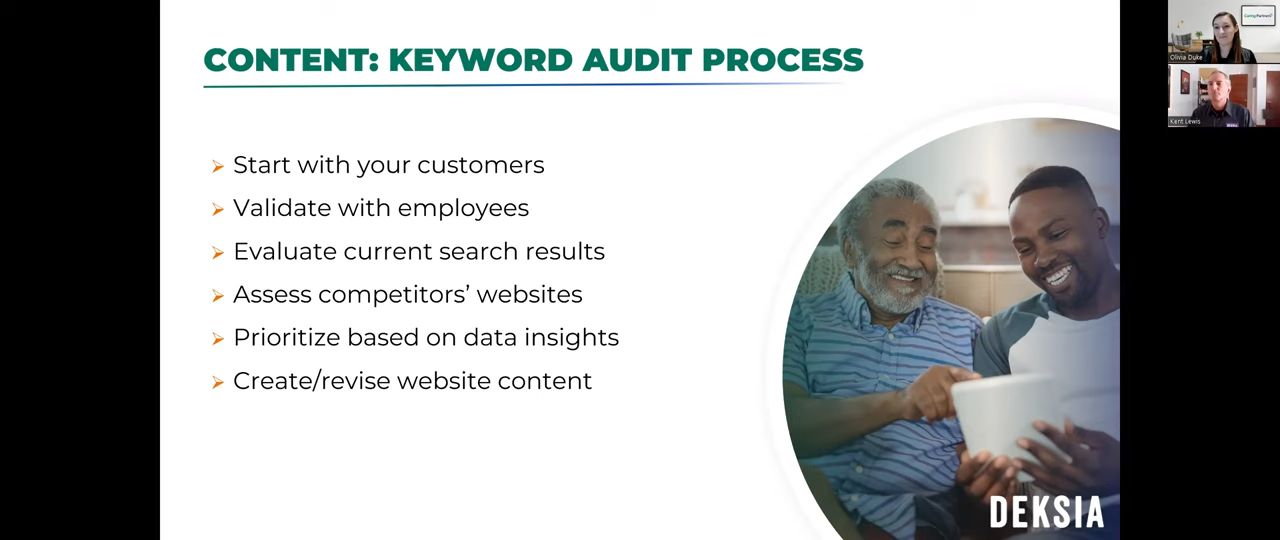 CONTENT: KEYWORD AUDIT PROCESS
Start with your customers
Validate with employees
Evaluate current search results
Assess competitors’ websites
Prioritize based on data insights
Create/revise website content
DEKSIA
Olivia Duke
Kent Lewis